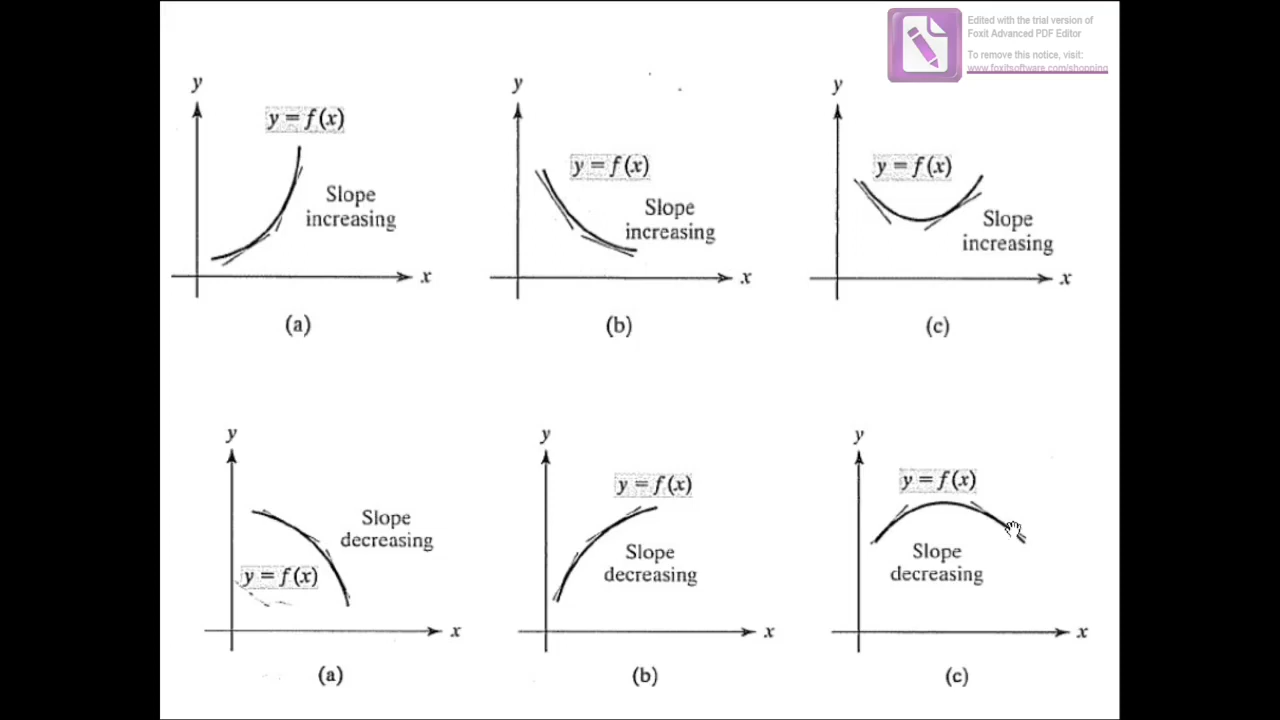 Edited with the trial version of
Foxit Advanced PDF Editor
To remove this notice, visit:
www.foxitsoftware.com/shopping
y
y = f(x)
Slope
increasing
x
(a)
y
y = f(x)
Slope
increasing
x
(b)
y
y = f(x)
Slope
increasing
x
(c)
y
Slope
decreasing
y = f(x)
x
(a)
y
y = f(x)
Slope
decreasing
x
(b)
y
y = f(x)
Slope
decreasing
x
(c)